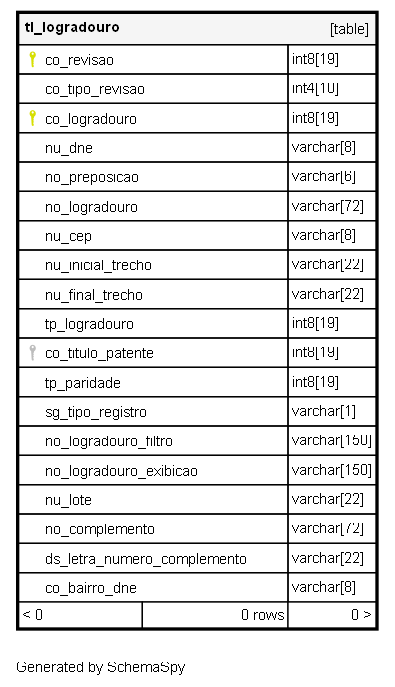 tl_logradouro [table]
co_revisao int8[19]
co_tipo_revisao int4[10]
co_logradouro int8[19]
nu_dne varchar[8]
no_preposicao varchar[6]
no_logradouro varchar[72]
nu_cep varchar[8]
nu_inicial_trecho varchar[22]
nu_final_trecho varchar[22]
tp_logradouro int8[19]
co_titulo_patente int8[19]
tp_paridade int8[19]
sg_tipo_registro varchar[1]
no_logradouro_filtro varchar[150]
no_logradouro_exibicao varchar[150]
nu_lote varchar[22]
no_complemento varchar[72]
ds_letra_numero_complemento varchar[22]
co_bairro_dne varchar[8]
< 0 0 rows 0 >
Generated by SchemaSpy